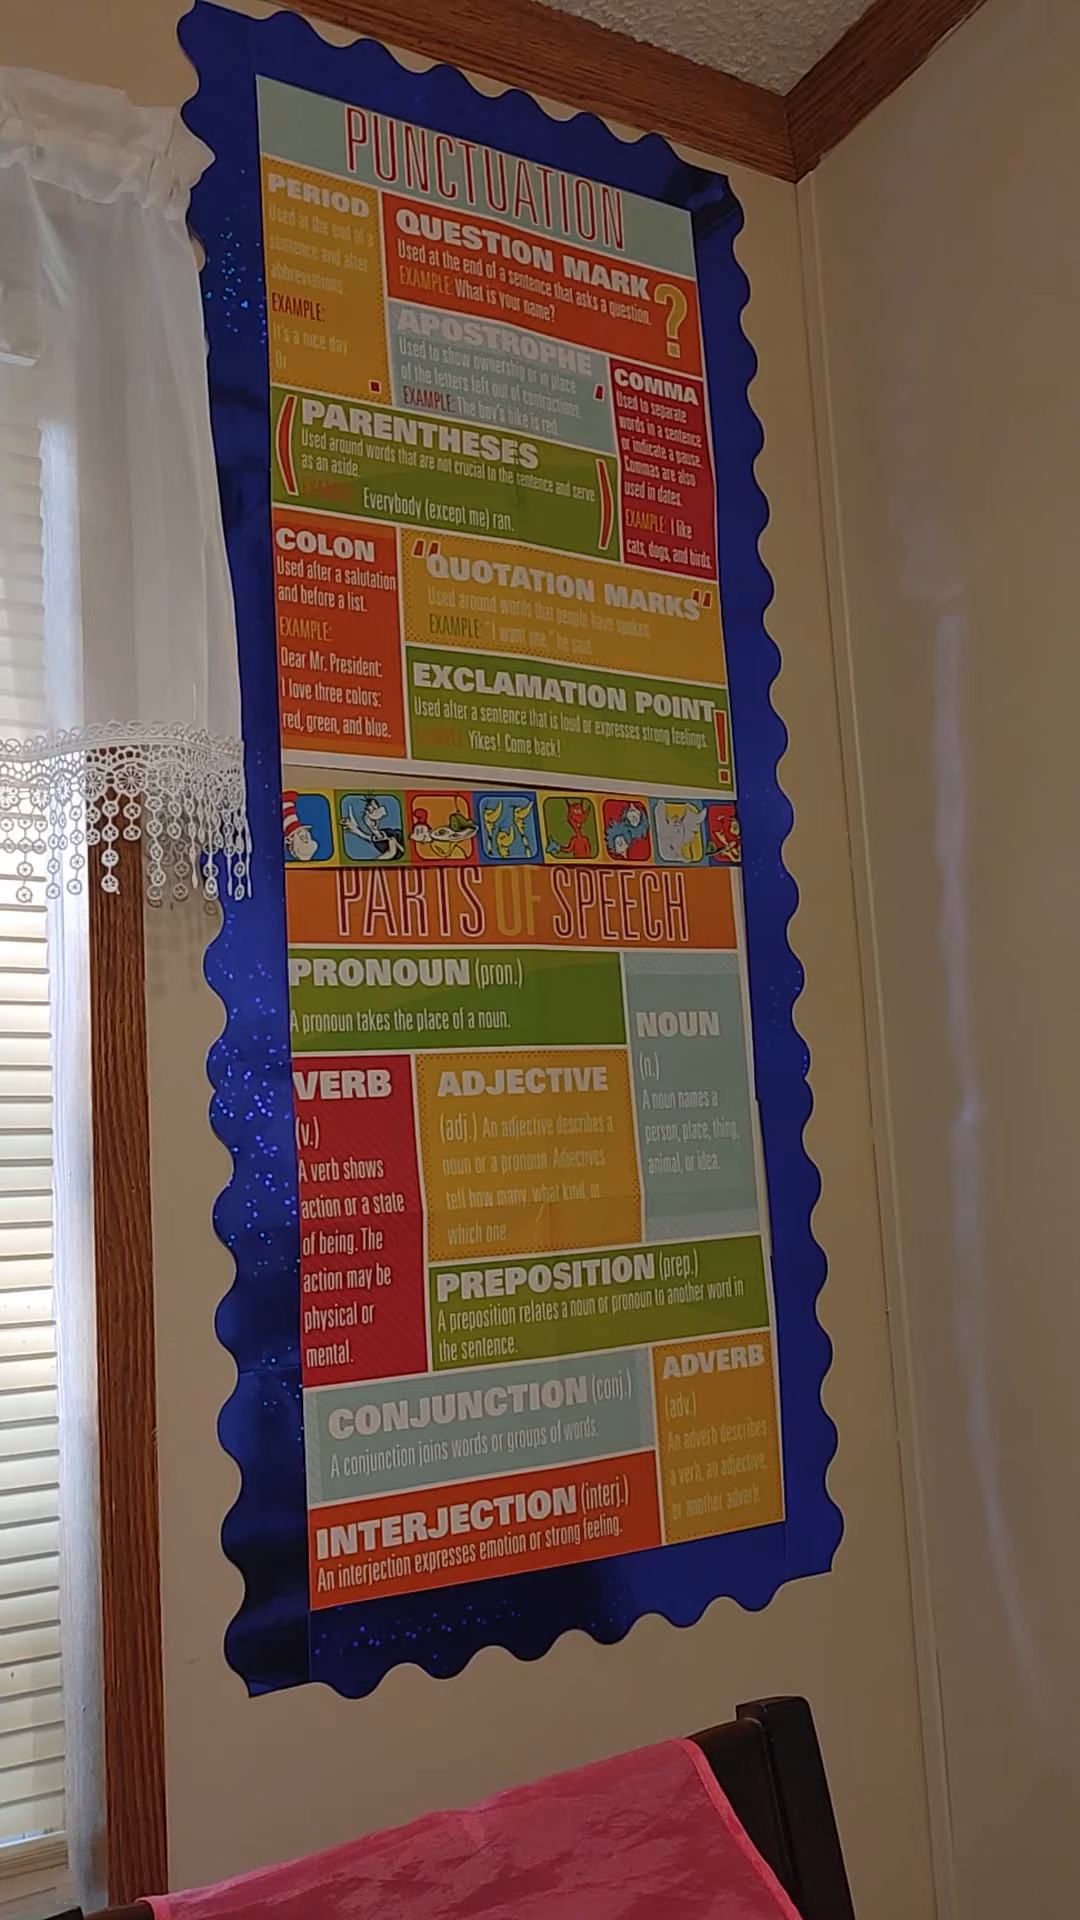 PUNCTUATION
PERIOD
Used at the end of a
sentence and after
abbreviations.
EXAMPLE:
It's a nice day
Dr.
QUESTION MARK
Used at the end of a sentence that asks a question.
EXAMPLE: What is your name?
?
APOSTROPHE
Used to show ownership or in place
of the letters left out of contractions.
EXAMPLE: The boy's bike is red.
COMMA
Used to separate
words in a sentence
or indicate a pause.
Commas are also
used in dates.
EXAMPLE: I like
cats, dogs, and birds.
( PARENTHESES )
Used around words that are not crucial to the sentence and serve
as an aside.
EXAMPLE:
Everybody (except me) ran.
COLON
Used after a salutation
and before a list.
EXAMPLE:
Dear Mr. President:
I love three colors:
red, green, and blue.
"QUOTATION MARKS"
Used around words that people have spoken.
EXAMPLE: "I want one," he said.
EXCLAMATION POINT
Used after a sentence that is loud or expresses strong feelings.
EXAMPLE: Yikes! Come back!
!
PARTS OF SPEECH
PRONOUN (pron.)
A pronoun takes the place of a noun.
NOUN
(n.)
A noun names a
person, place, thing,
animal, or idea.
VERB
(v.)
A verb shows
action or a state
of being. The
action may be
physical or
mental.
ADJECTIVE
(adj.) An adjective describes a
noun or a pronoun. Adjectives
tell how many, what kind, or
which one.
PREPOSITION (prep.)
A preposition relates a noun or pronoun to another word in
the sentence.
CONJUNCTION (conj.)
A conjunction joins words or groups of words.
ADVERB
(adv.)
An adverb describes
a verb, an adjective,
or another adverb.
INTERJECTION (interj.)
An interjection expresses emotion or strong feeling.